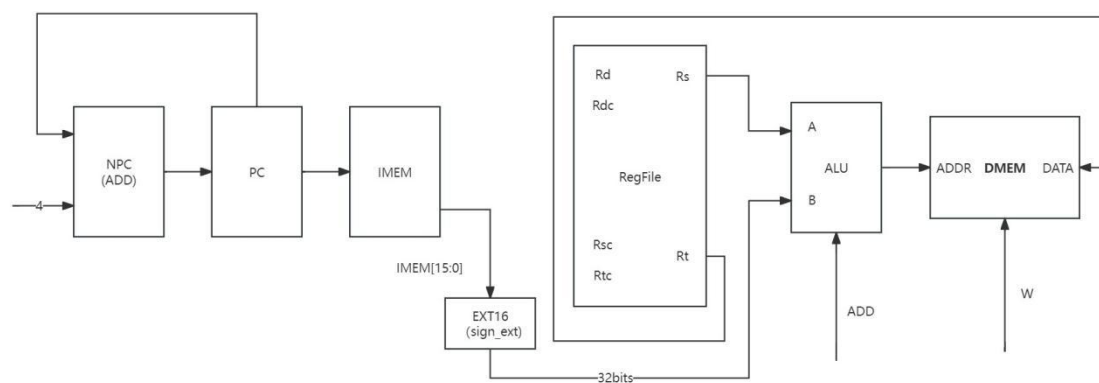 4
NPC
(ADD)
PC
IMEM
IMEM[15:0]
EXT16
(sign_ext)
32bits
Rd
Rs
Rdc
RegFile
Rsc
Rt
Rtc
A
ALU
B
ADD
ADDR DMEM DATA
W